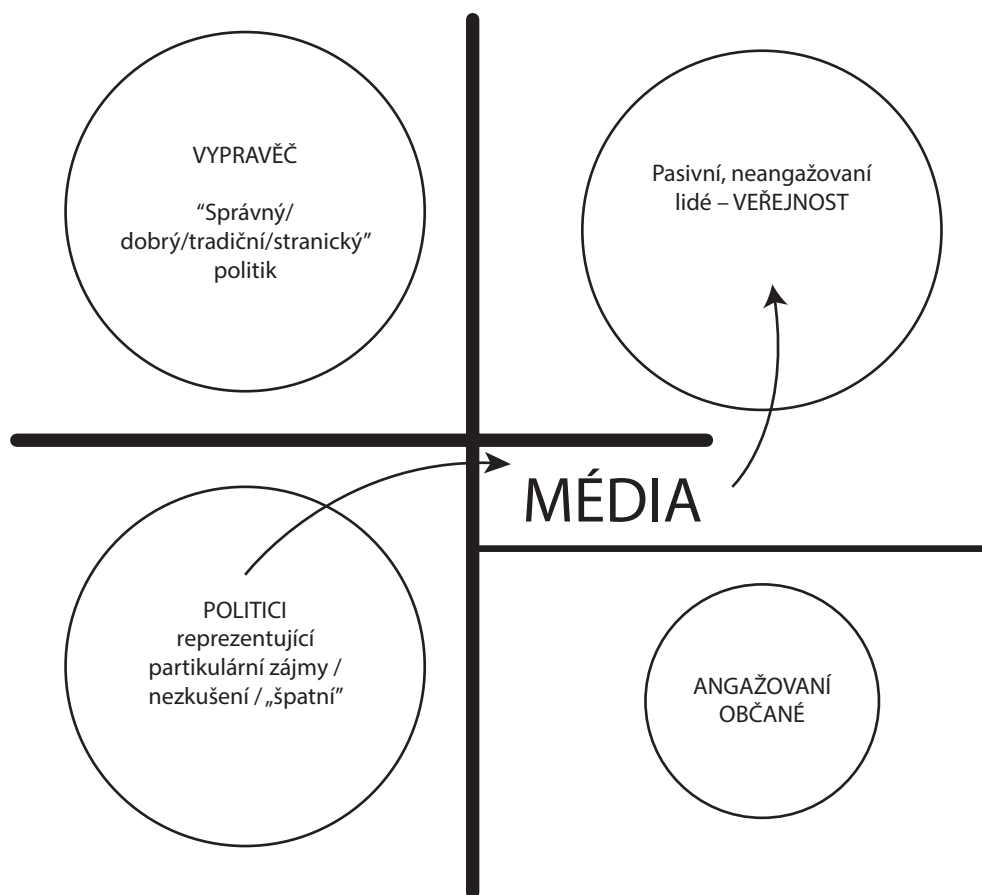 VYPRAVĚČ
“Správný/
dobrý/tradiční/stranický”
politik
Pasivní, neangažovaní
lidé – VEŘEJNOST
MÉDIA
POLITICI
reprezentující
partikulární zájmy /
nezkušení / „špatní”
ANGAŽOVANÍ
OBČANÉ